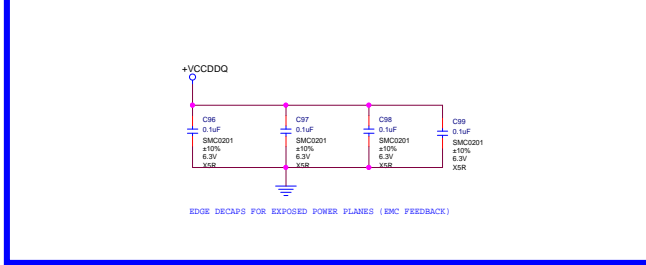 +VCCDDQ
C96
0.1uF
SMC0201
±10%
6.3V
X5R
C97
0.1uF
SMC0201
±10%
6.3V
X5R
C98
0.1uF
SMC0201
±10%
6.3V
X5R
C99
0.1uF
SMC0201
±10%
6.3V
X5R
EDGE DECAPS FOR EXPOSED POWER PLANES (EMC FEEDBACK)